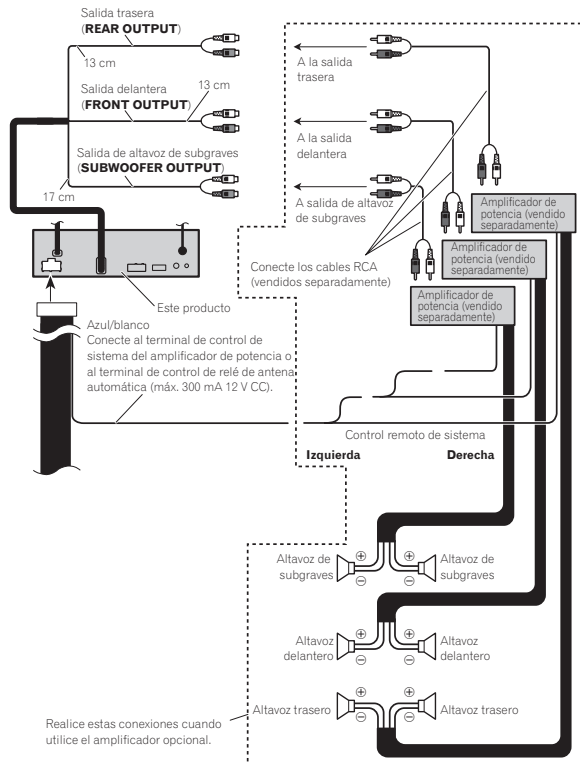 Salida trasera
(REAR OUTPUT)
13 cm
Salida delantera
(FRONT OUTPUT)
13 cm
Salida de altavoz de subgraves
(SUBWOOFER OUTPUT)
17 cm
A la salida
trasera
A la salida
delantera
A salida de altavoz
de subgraves
Amplificador de
potencia (vendido
separadamente)
Amplificador de
potencia (vendido
separadamente)
Amplificador de
potencia (vendido
separadamente)
Conecte los cables RCA
(vendidos separadamente)
Este producto
Azul/blanco
Conecte al terminal de control de
sistema del amplificador de potencia o
al terminal de control de relé de antena
automática (máx. 300 mA 12 V CC).
Control remoto de sistema
Izquierda
Derecha
Altavoz de
subgraves
⊕
⊖
⊕
⊖
Altavoz de
subgraves
Altavoz
delantero
⊕
⊖
⊕
⊖
Altavoz
delantero
Altavoz trasero
⊕
⊖
⊕
⊖
Altavoz trasero
Realice estas conexiones cuando
utilice el amplificador opcional.